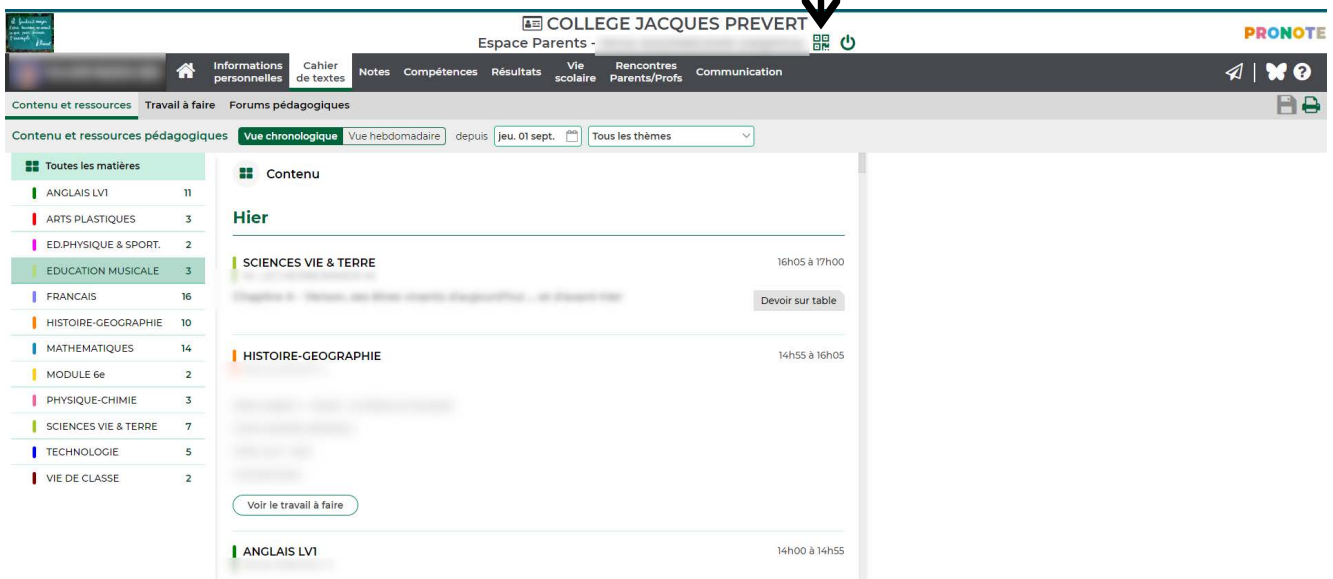 COLLEGE JACQUES PREVERT
Espace Parents -
PRONOTE
Informations personnelles
Cahier de textes
Notes
Compétences
Résultats
Vie scolaire
Rencontres Parents/Profs
Communication
Contenu et ressources
Travail à faire
Forums pédagogiques
Contenu et ressources pédagogiques
Vue chronologique
Vue hebdomadaire
depuis
jeu. 01 sept.
Tous les thèmes
Toutes les matières
ANGLAIS LV1 11
ARTS PLASTIQUES 3
ED.PHYSIQUE & SPORT. 2
EDUCATION MUSICALE 3
FRANCAIS 16
HISTOIRE-GEOGRAPHIE 10
MATHEMATIQUES 14
MODULE 6e 2
PHYSIQUE-CHIMIE 3
SCIENCES VIE & TERRE 7
TECHNOLOGIE 5
VIE DE CLASSE 2
Contenu
Hier
SCIENCES VIE & TERRE 16h05 à 17h00
Devoir sur table
HISTOIRE-GEOGRAPHIE 14h55 à 16h05
Voir le travail à faire
ANGLAIS LV1 14h00 à 14h55